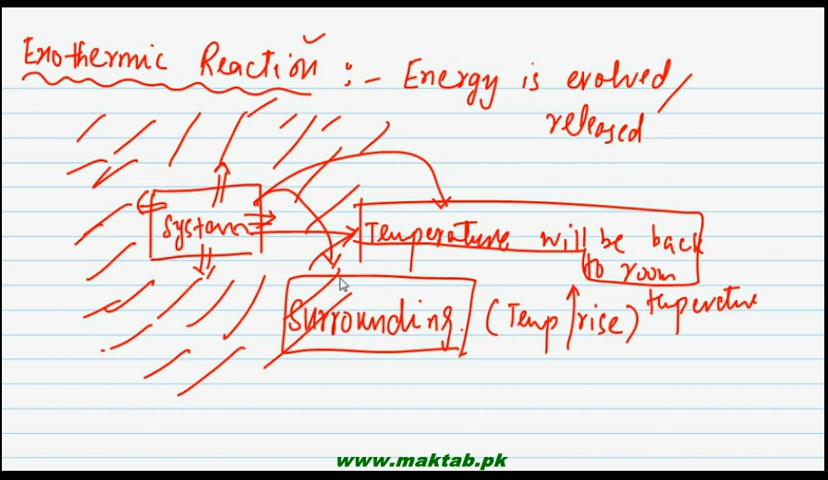 Exothermic Reaction :- Energy is evolved/
released
System
Temperature will be back
to room
temperature
Surrounding. (Temp ↑ rise)
www.maktab.pk